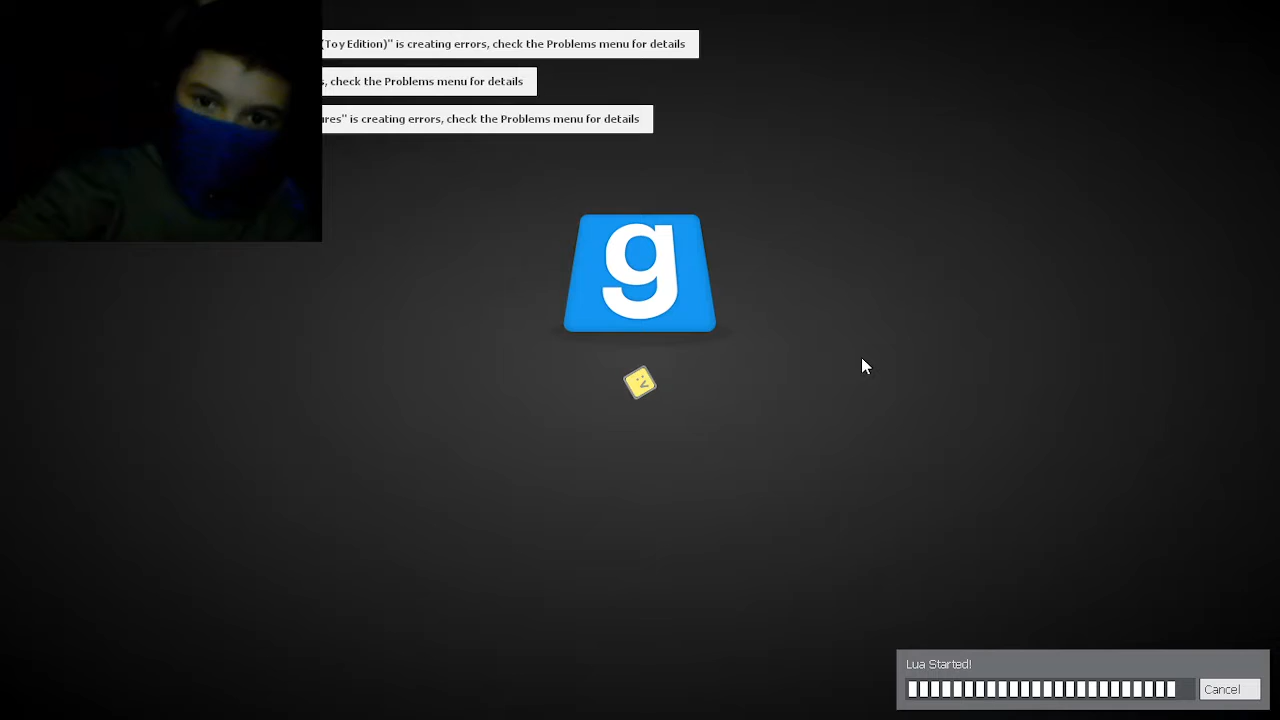 (Toy Edition)" is creating errors, check the Problems menu for details
s, check the Problems menu for details
ures" is creating errors, check the Problems menu for details
g
:v
Lua Started!
Cancel